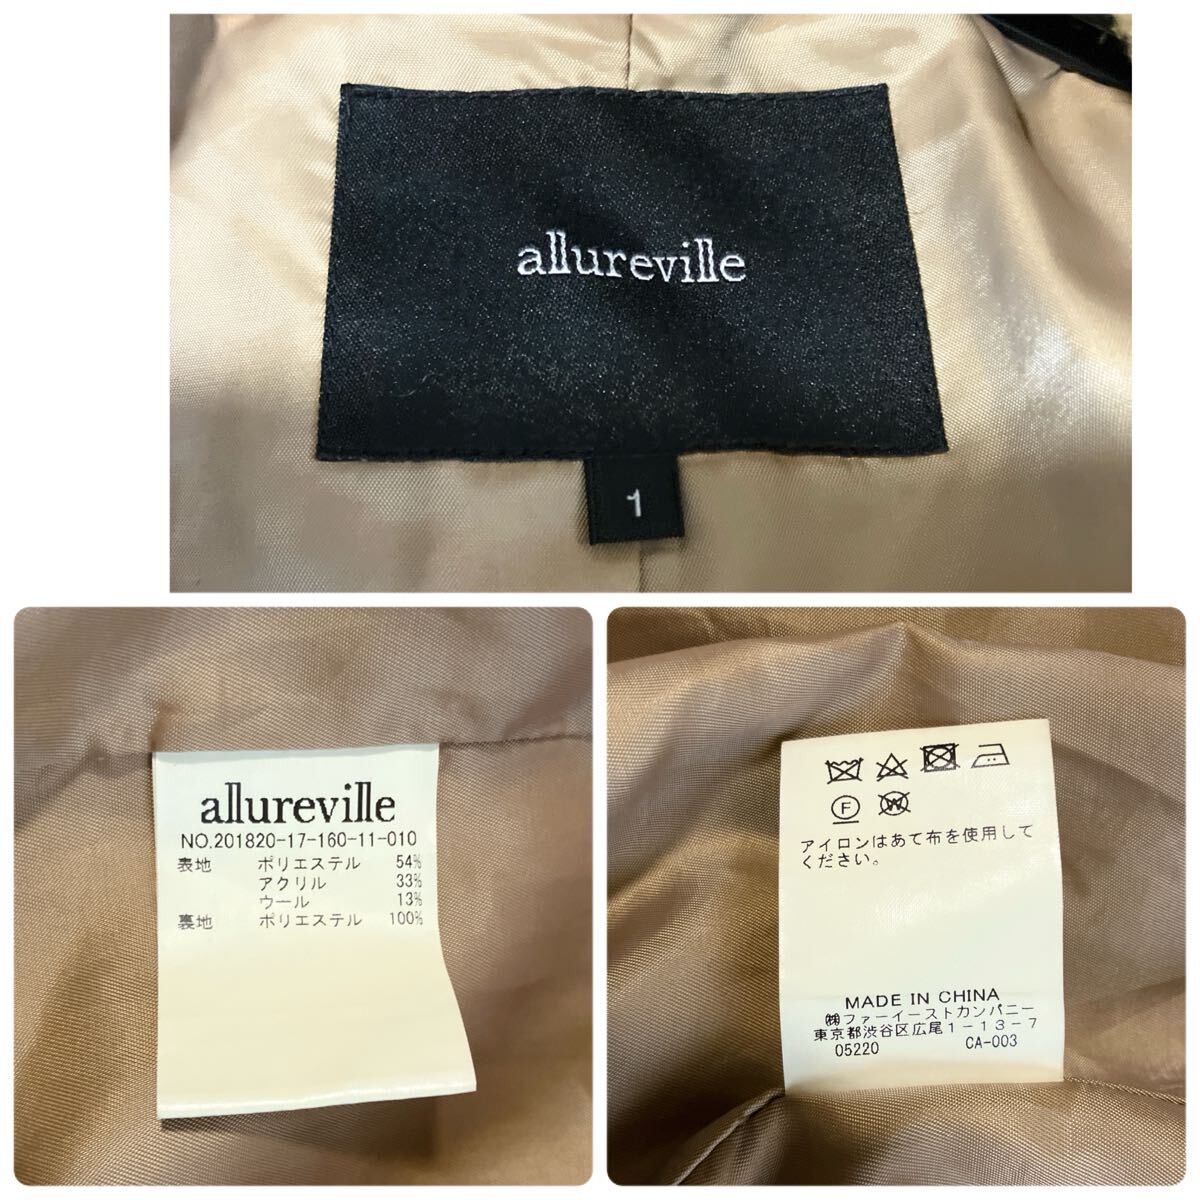 allureville
1
allureville
NO.201820-17-160-11-010
表地 ポリエステル 54%
アクリル 33%
ウール 13%
裏地 ポリエステル 100%
F W
アイロンはあて布を使用して
ください。
MADE IN CHINA
㈱ファーイーストカンパニー
東京都渋谷区広尾1-13-7
05220 CA-003